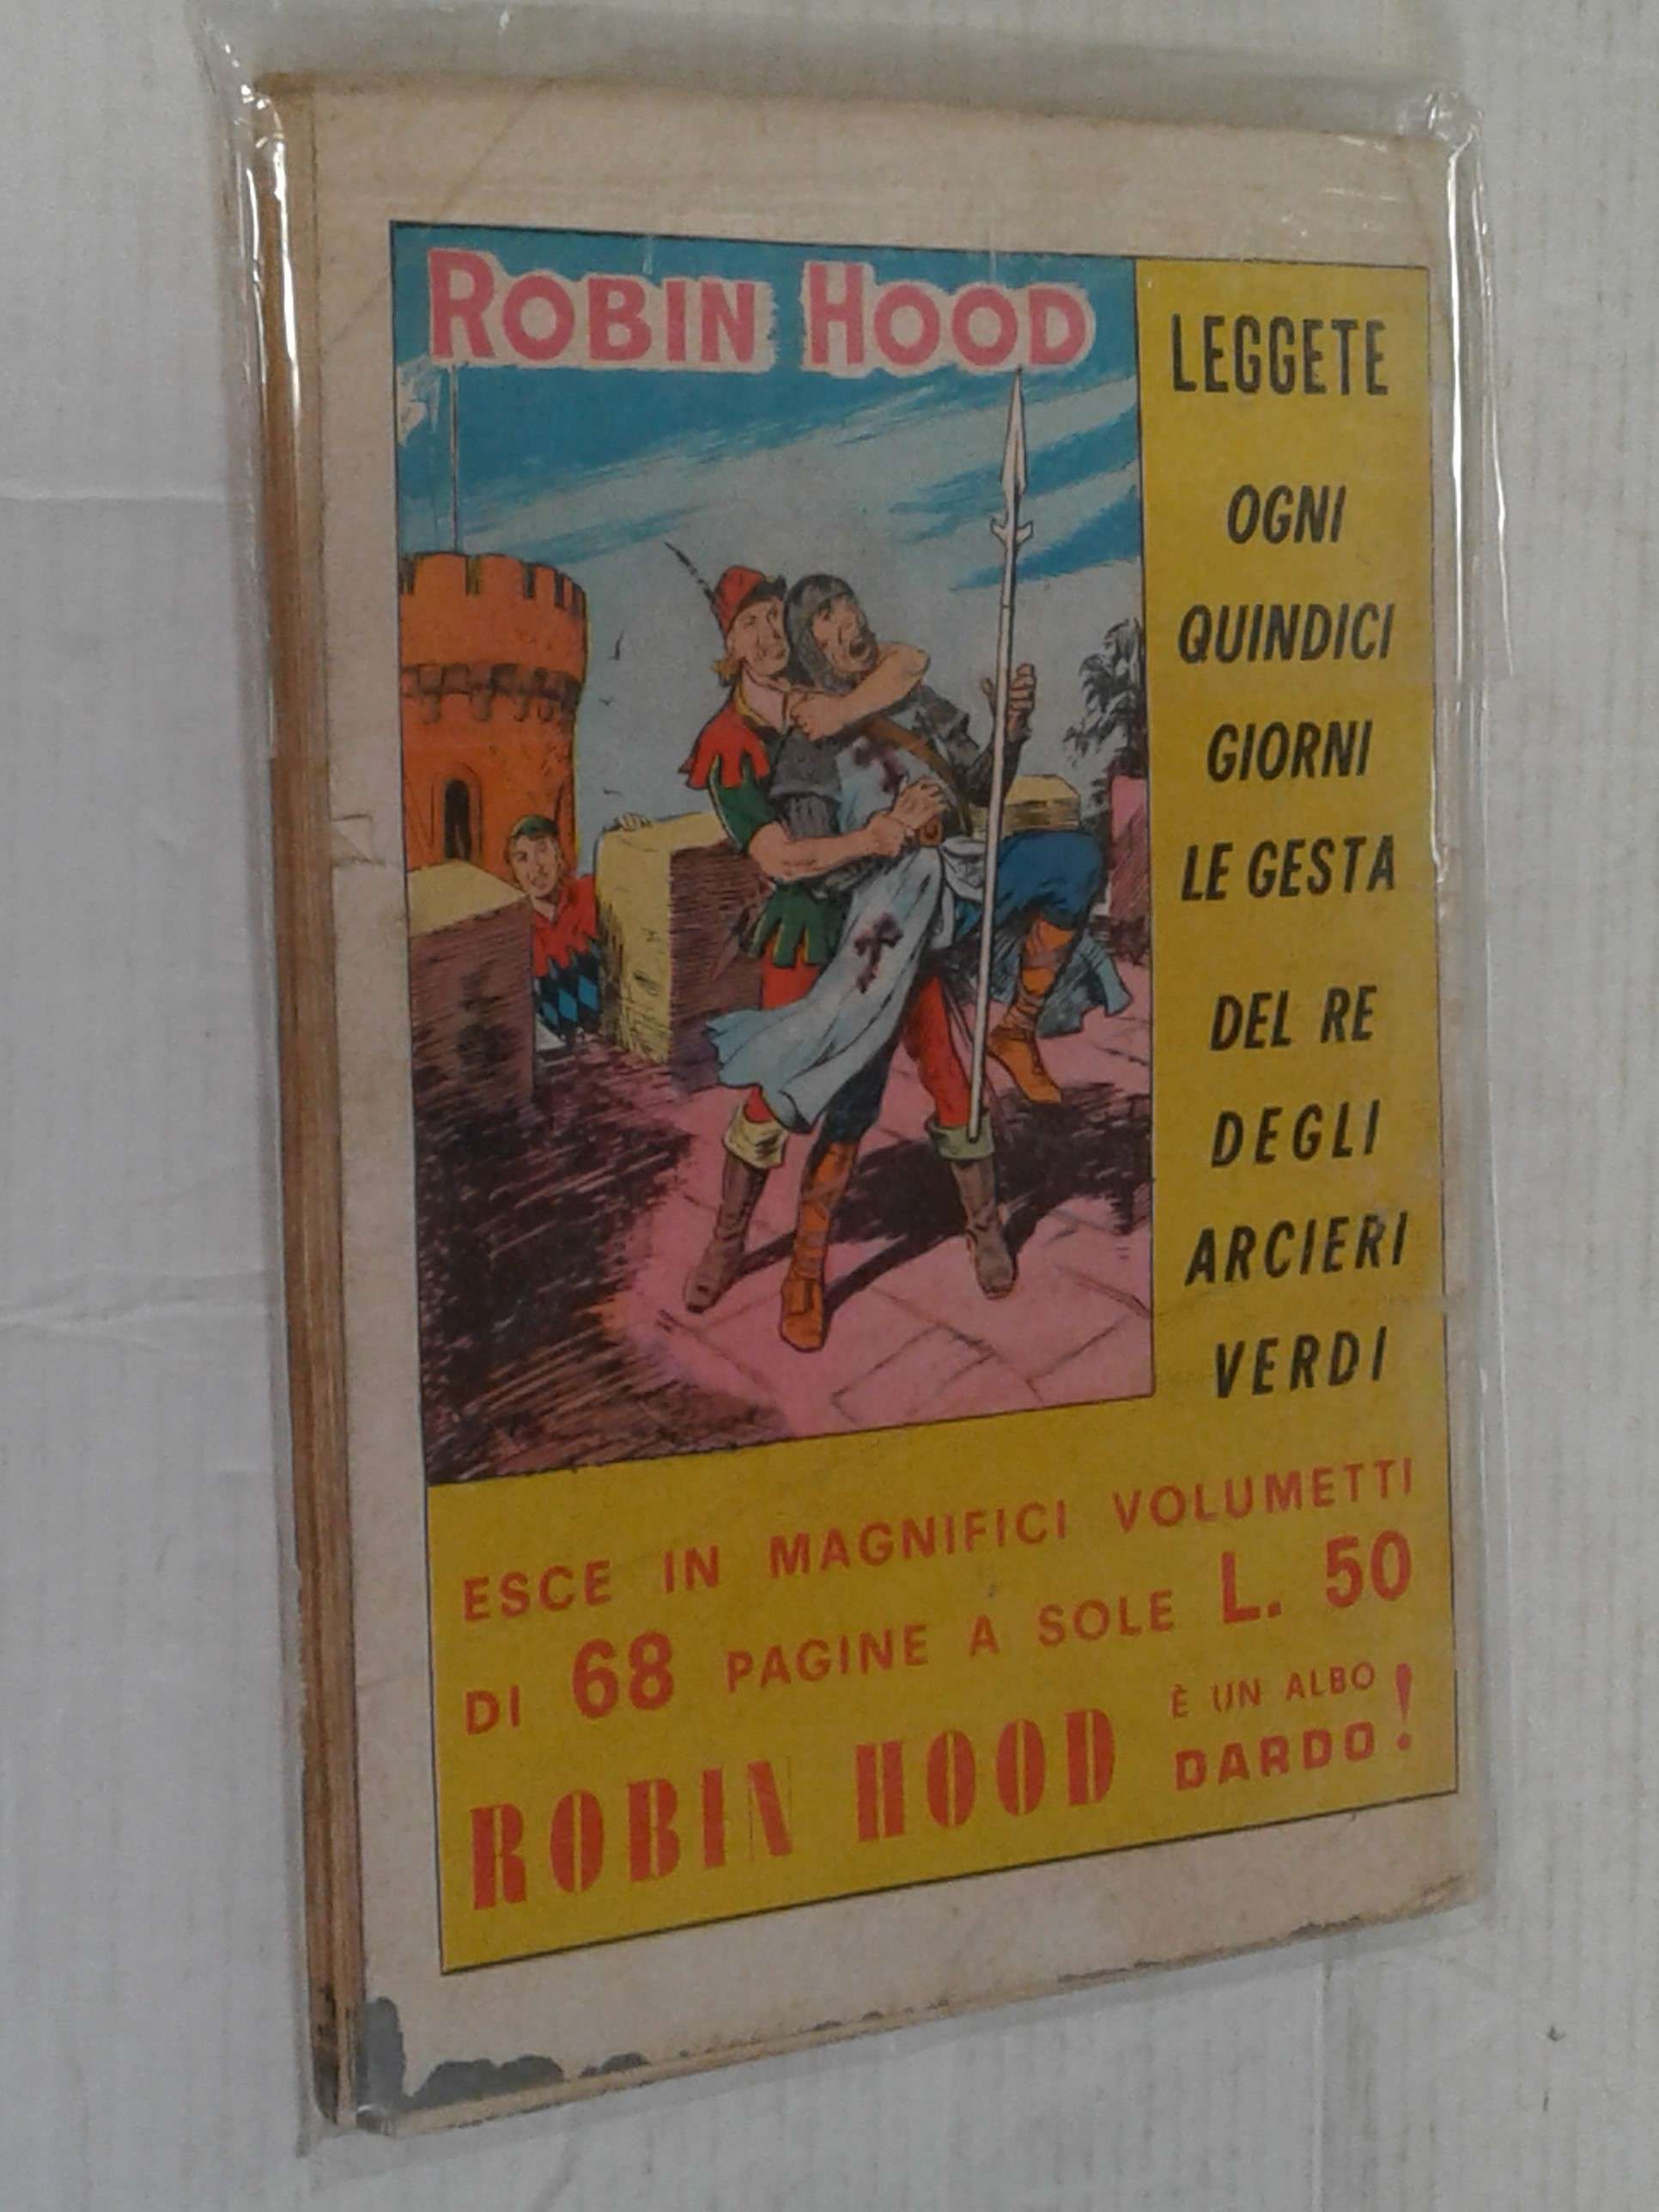 ROBIN HOOD
LEGGETE
OGNI
QUINDICI
GIORNI
LE GESTA
DEL RE
DEGLI
ARCIERI
VERDI
ESCE IN MAGNIFICI VOLUMETTI
DI 68 PAGINE A SOLE L. 50
ROBIN HOOD È UN ALBO
DARDO!